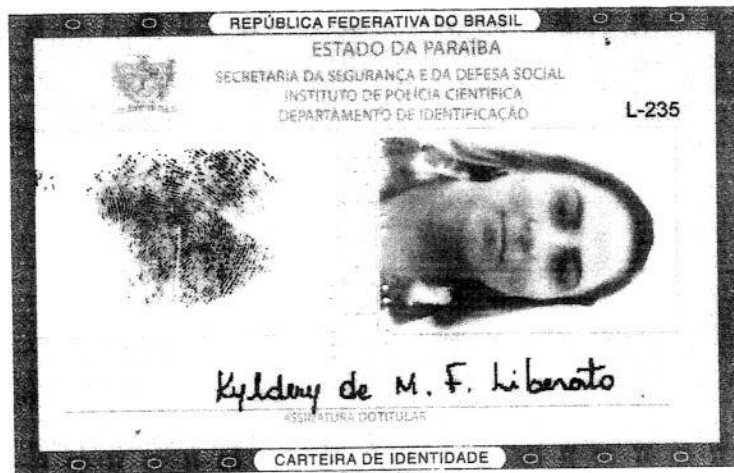 REPÚBLICA FEDERATIVA DO BRASIL
ESTADO DA PARAÍBA
SECRETARIA DA SEGURANÇA E DA DEFESA SOCIAL
INSTITUTO DE POLÍCIA CIENTÍFICA
DEPARTAMENTO DE IDENTIFICAÇÃO
L-235
Kyldery de M. F. Liberato
ASSINATURA DO TITULAR
CARTEIRA DE IDENTIDADE